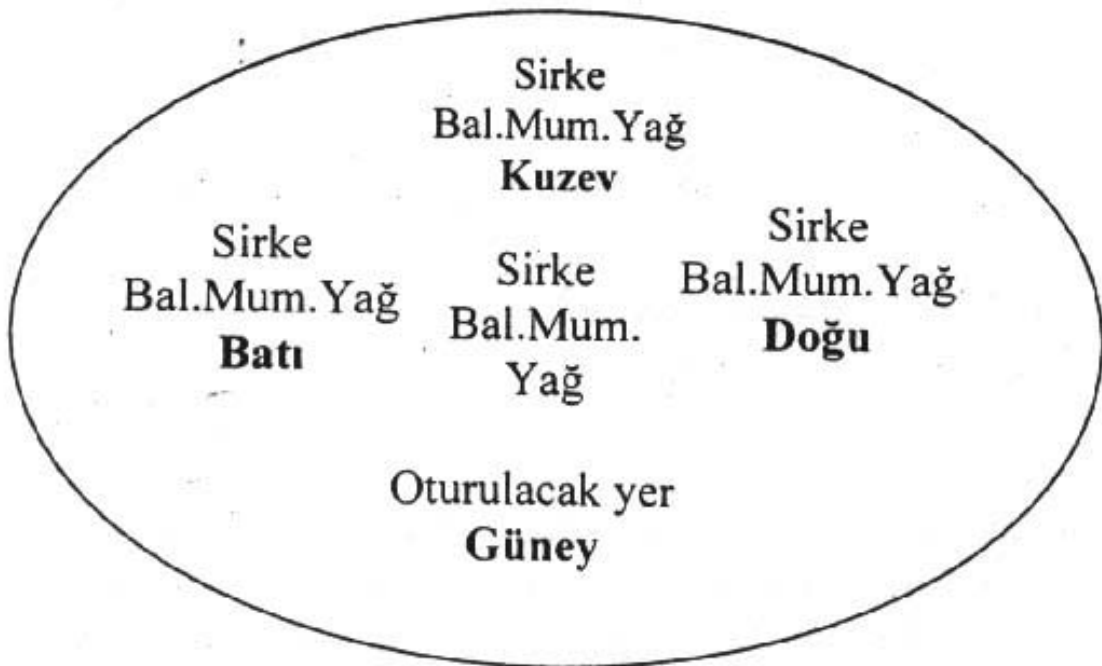 Sirke
Bal.Mum.Yağ
Kuzev
Sirke
Bal.Mum.Yağ
Batı
Sirke
Bal.Mum.
Yağ
Sirke
Bal.Mum.Yağ
Doğu
Oturulacak yer
Güney